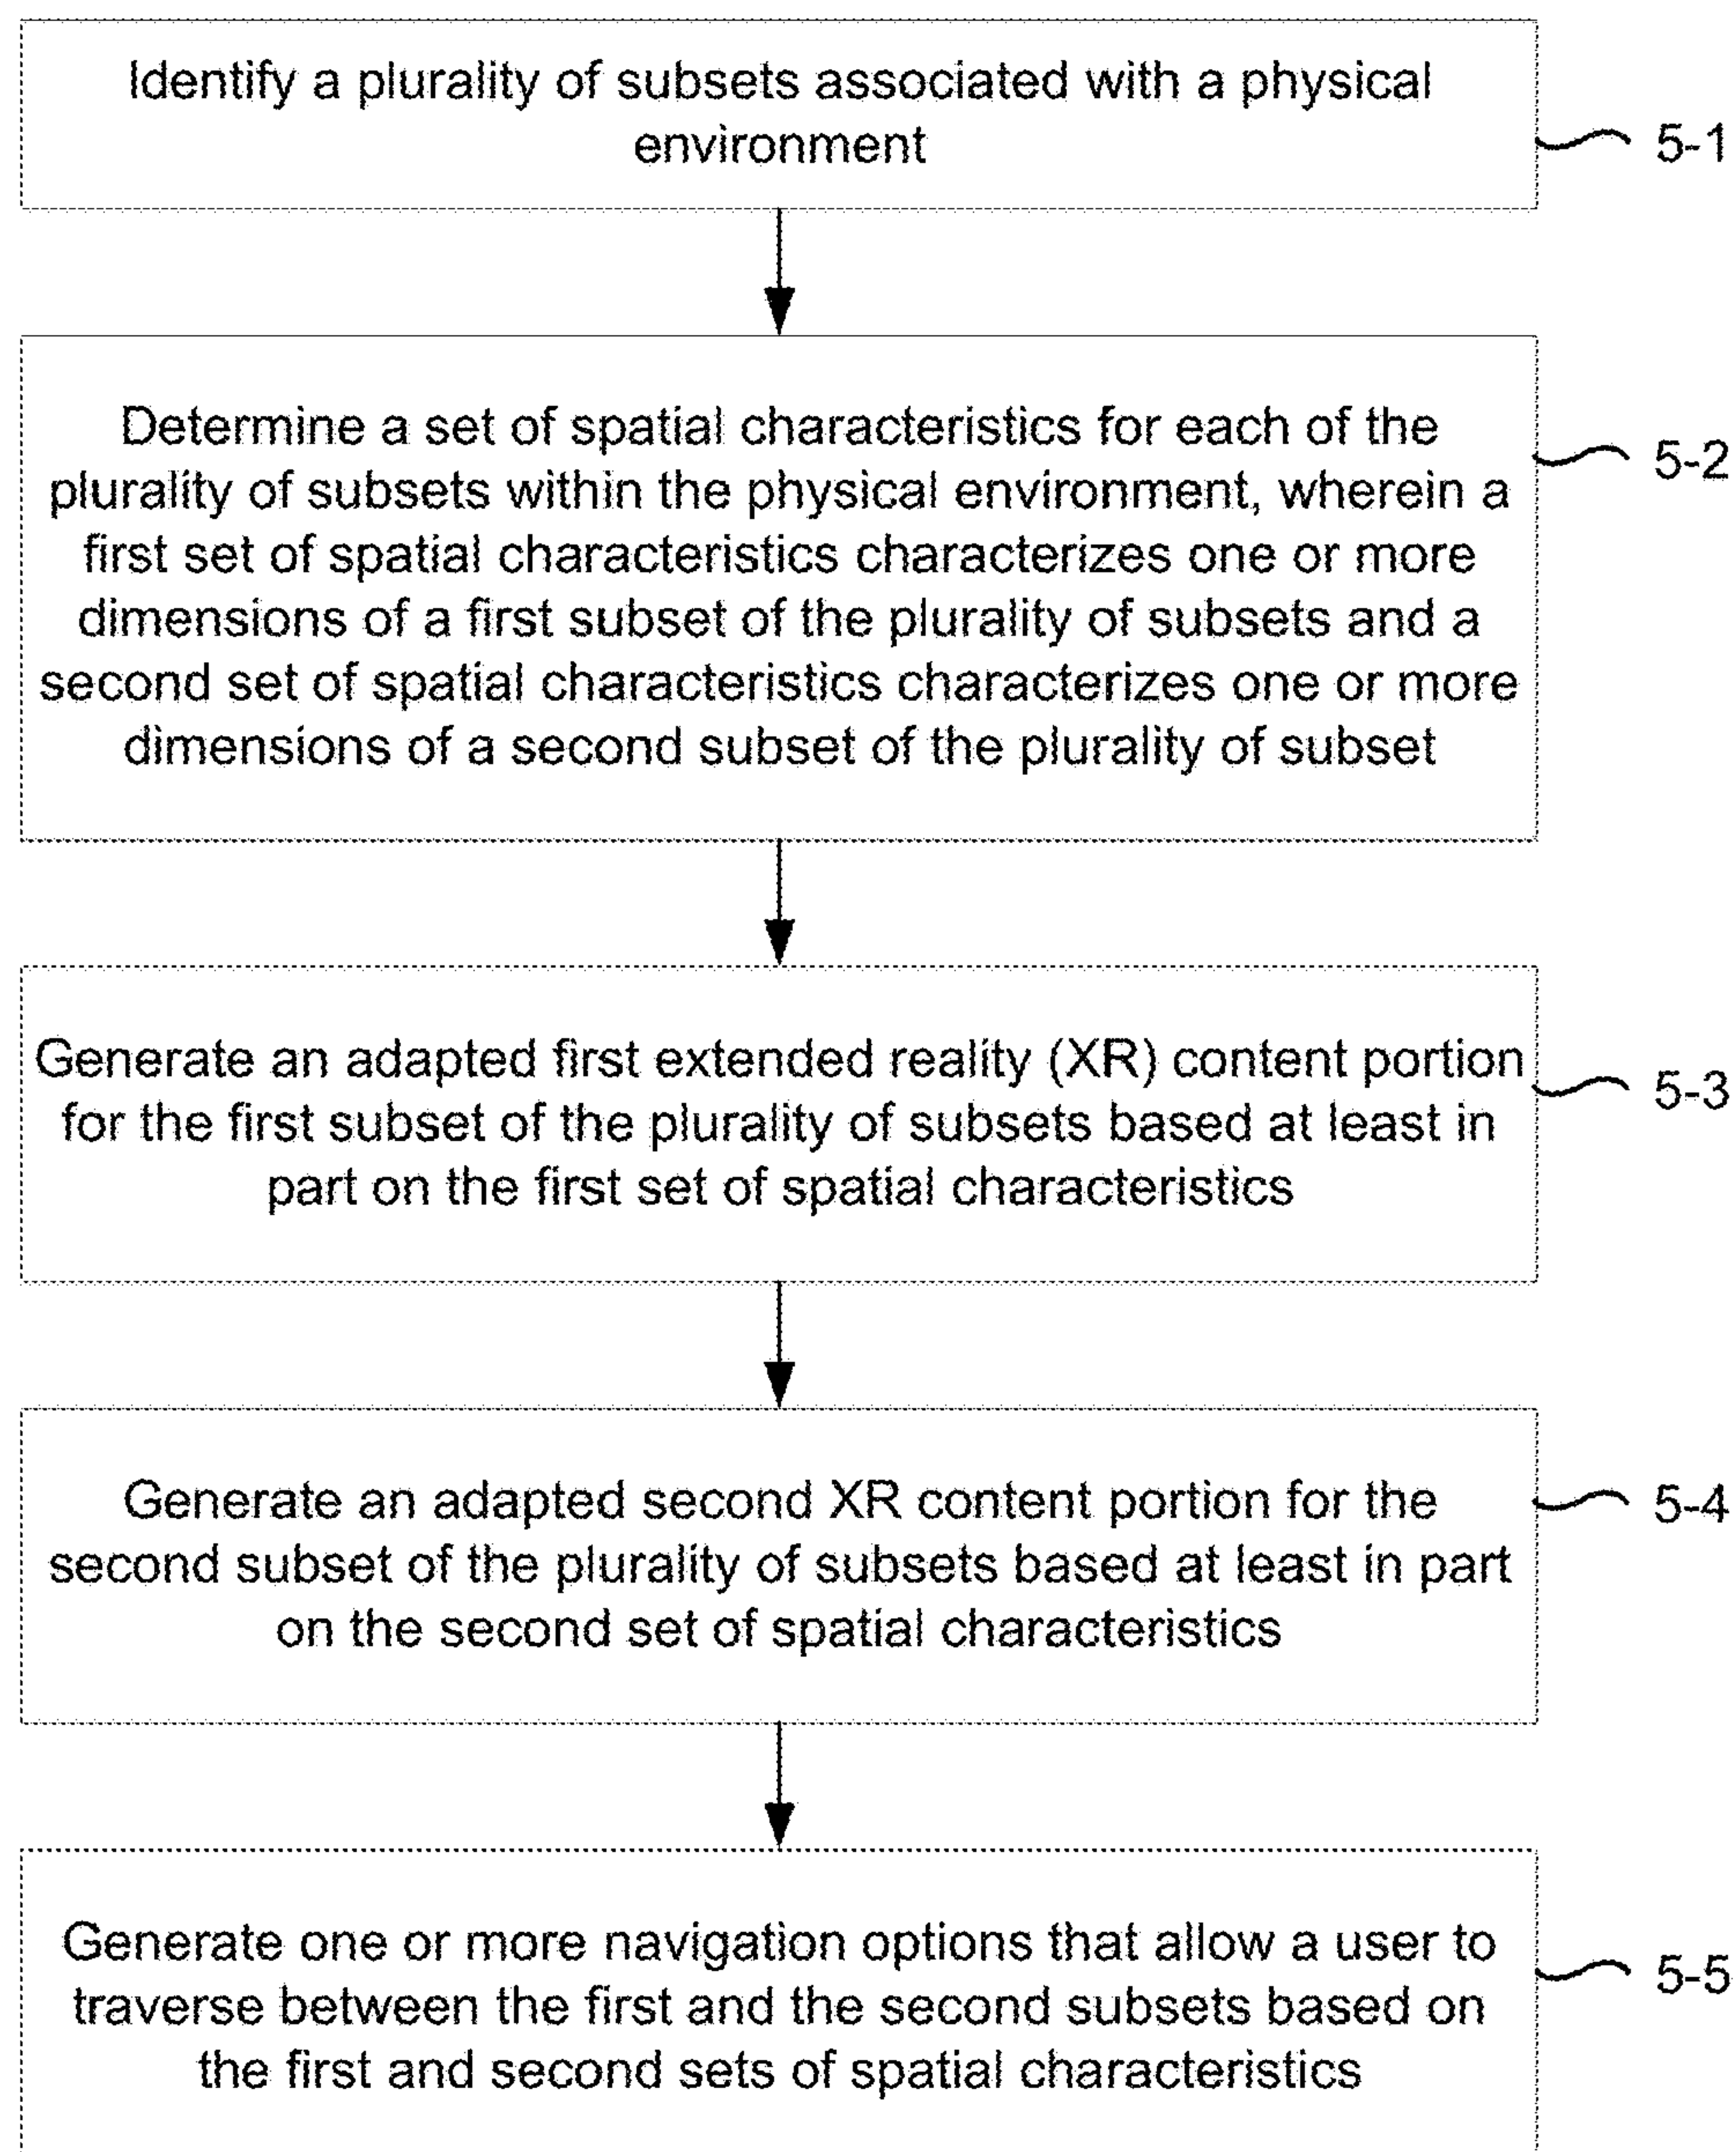 Identify a plurality of subsets associated with a physical
environment
5-1
Determine a set of spatial characteristics for each of the
plurality of subsets within the physical environment, wherein a
first set of spatial characteristics characterizes one or more
dimensions of a first subset of the plurality of subsets and a
second set of spatial characteristics characterizes one or more
dimensions of a second subset of the plurality of subset
5-2
Generate an adapted first extended reality (XR) content portion
for the first subset of the plurality of subsets based at least in
part on the first set of spatial characteristics
5-3
Generate an adapted second XR content portion for the
second subset of the plurality of subsets based at least in part
on the second set of spatial characteristics
5-4
Generate one or more navigation options that allow a user to
traverse between the first and the second subsets based on
the first and second sets of spatial characteristics
5-5